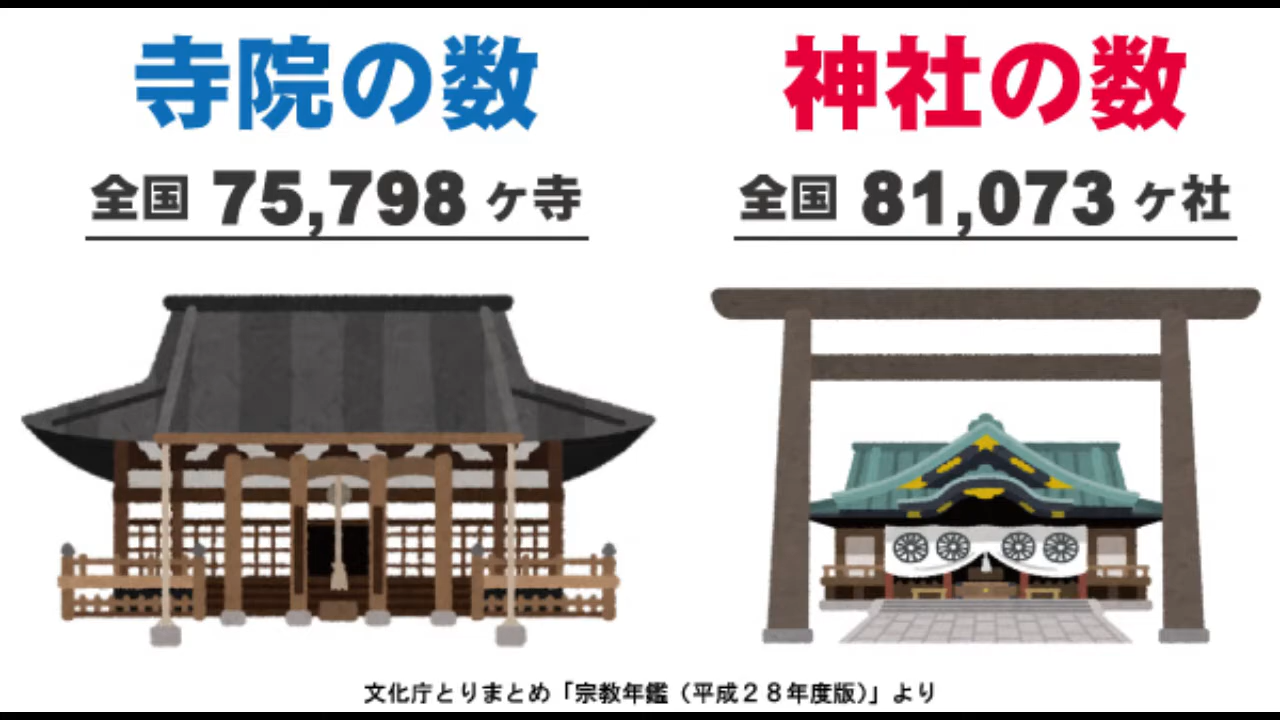 寺院の数
全国 75,798 ヶ寺
神社の数
全国 81,073 ヶ社
文化庁とりまとめ「宗教年鑑（平成２８年度版）」より